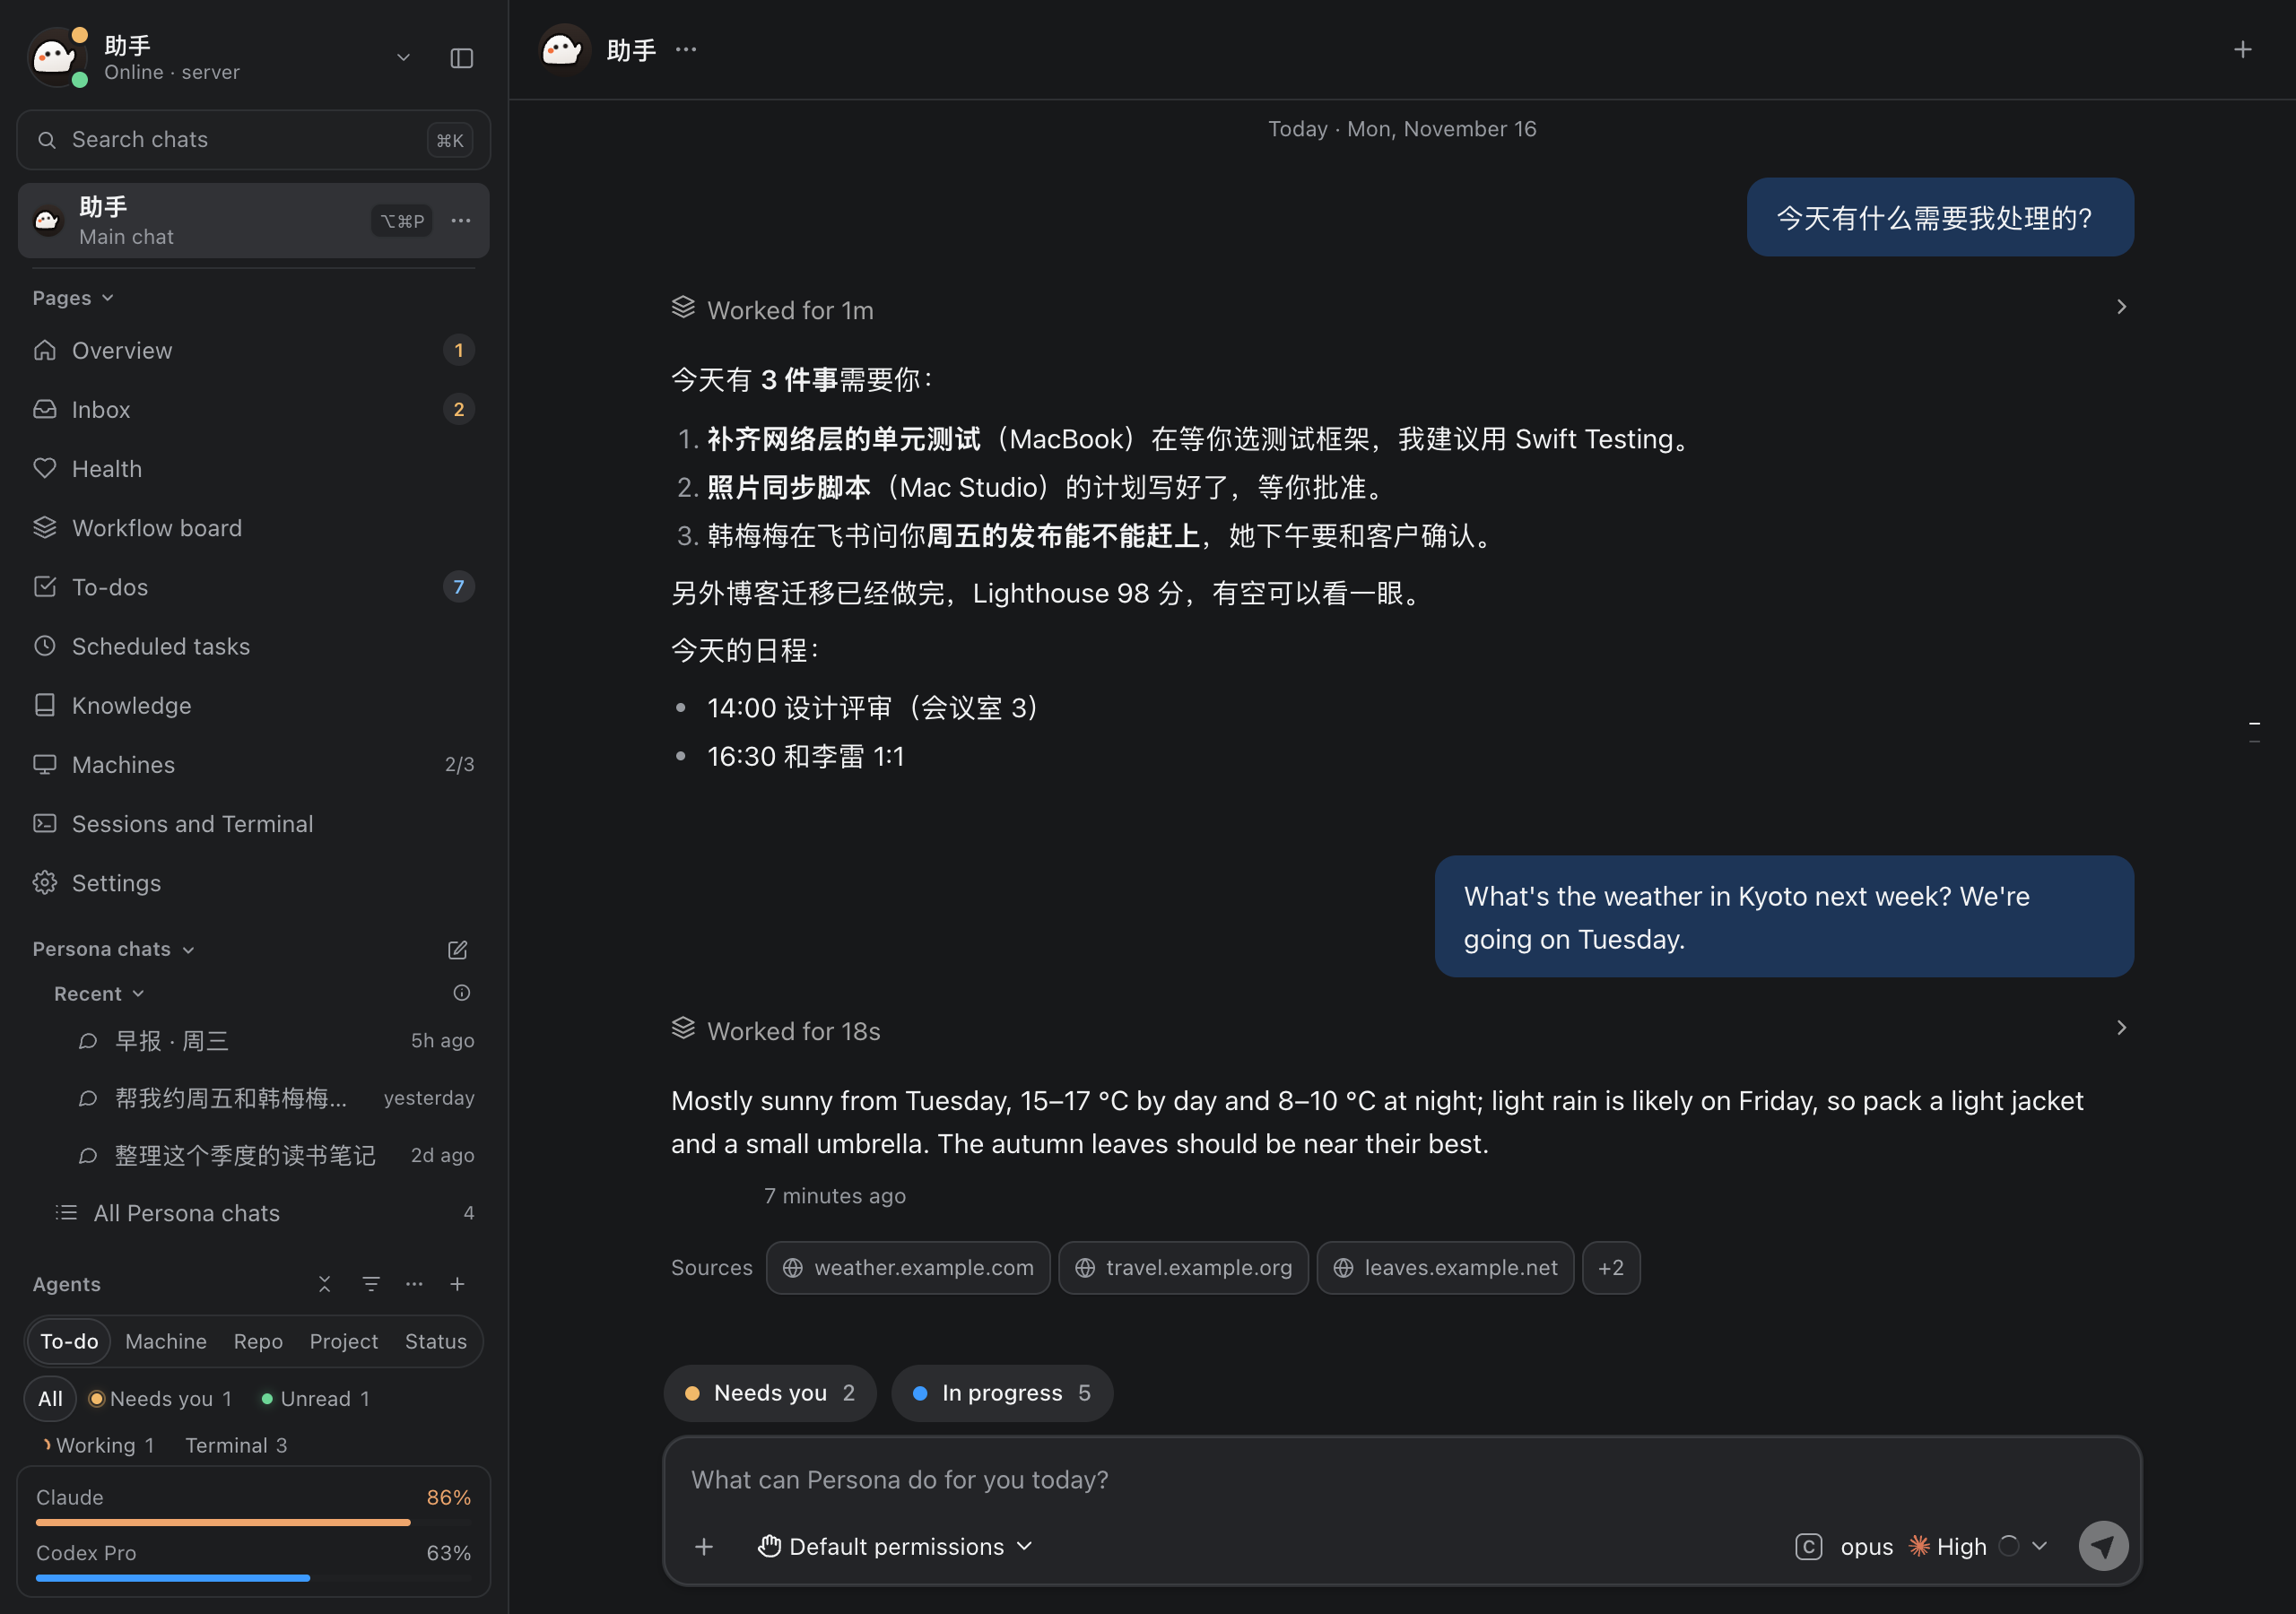 助手
Online · server
Search chats
⌘K
助手
Main chat
⌥⌘P
Pages
Overview
1
Inbox
2
Health
Workflow board
To-dos
7
Scheduled tasks
Knowledge
Machines
2/3
Sessions and Terminal
Settings
Persona chats
Recent
早报 · 周三
5h ago
帮我约周五和韩梅梅...
yesterday
整理这个季度的读书笔记
2d ago
All Persona chats
4
Agents
To-do Machine Repo Project Status
All Needs you 1 Unread 1
Working 1 Terminal 3
Claude
86%
Codex Pro
63%
助手
Today · Mon, November 16
今天有什么需要我处理的?
Worked for 1m
今天有 3 件事需要你：
1. 补齐网络层的单元测试（MacBook）在等你选测试框架，我建议用 Swift Testing。
2. 照片同步脚本（Mac Studio）的计划写好了，等你批准。
3. 韩梅梅在飞书问你周五的发布能不能赶上，她下午要和客户确认。
另外博客迁移已经做完，Lighthouse 98 分，有空可以看一眼。
今天的日程：
• 14:00 设计评审（会议室 3）
• 16:30 和李雷 1:1
What's the weather in Kyoto next week? We're
going on Tuesday.
Worked for 18s
Mostly sunny from Tuesday, 15–17 °C by day and 8–10 °C at night; light rain is likely on Friday, so pack a light jacket
and a small umbrella. The autumn leaves should be near their best.
7 minutes ago
Sources weather.example.com travel.example.org leaves.example.net +2
Needs you 2 In progress 5
What can Persona do for you today?
Default permissions
C opus High